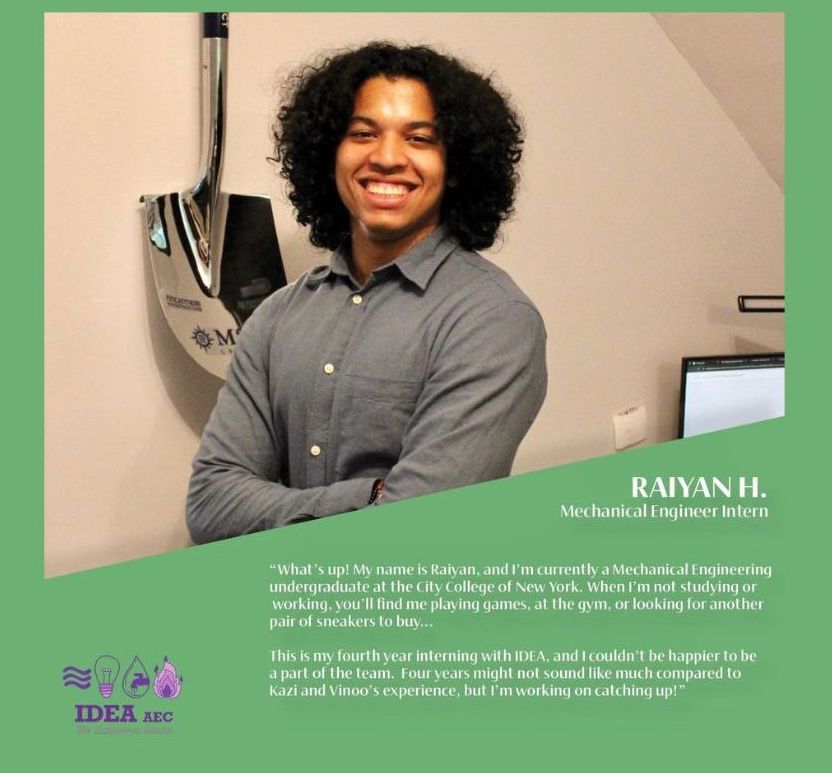 RAIYAN H.
Mechanical Engineer Intern
“What’s up! My name is Raiyan, and I’m currently a Mechanical Engineering
undergraduate at the City College of New York. When I’m not studying or
working, you’ll find me playing games, at the gym, or looking for another
pair of sneakers to buy...
This is my fourth year interning with IDEA, and I couldn’t be happier to be
a part of the team. Four years might not sound like much compared to
Kazi and Vinoo’s experience, but I’m working on catching up!”
IDEA AEC